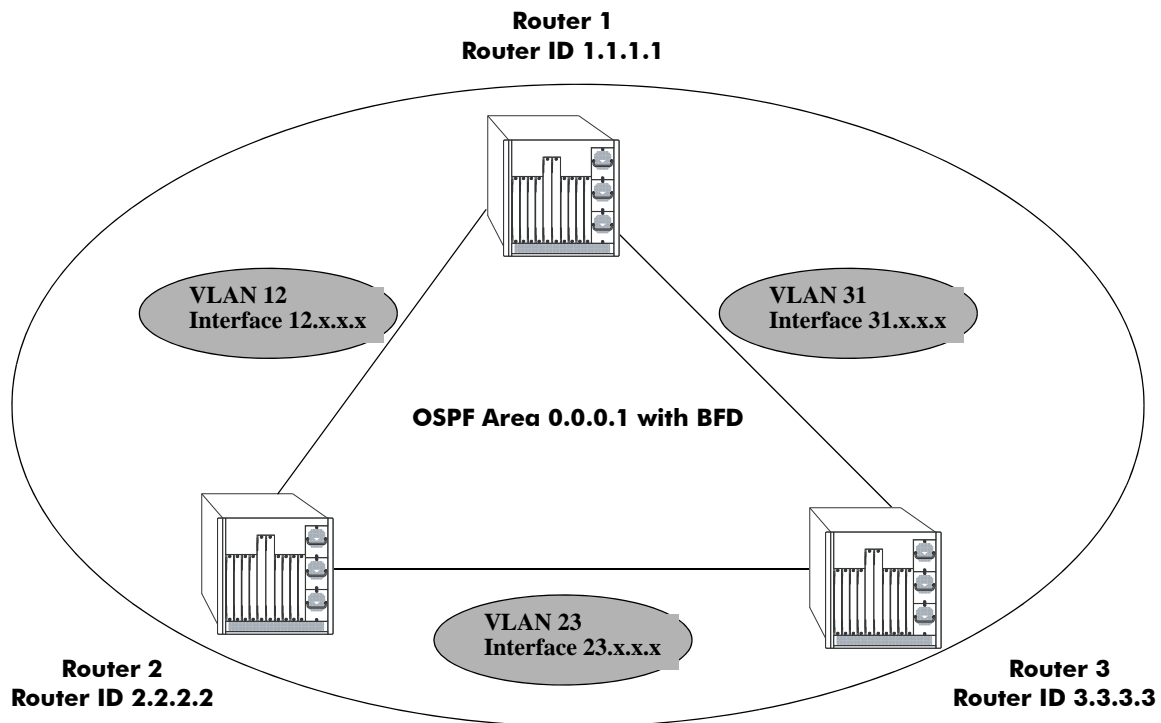 Router 1
Router ID 1.1.1.1
VLAN 12
Interface 12.x.x.x
VLAN 31
Interface 31.x.x.x
OSPF Area 0.0.0.1 with BFD
VLAN 23
Interface 23.x.x.x
Router 2
Router ID 2.2.2.2
Router 3
Router ID 3.3.3.3